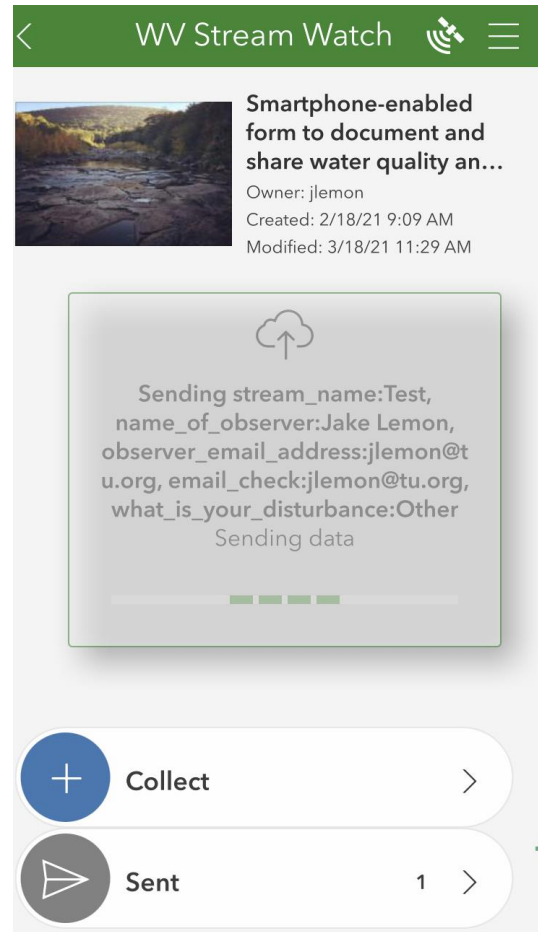 WV Stream Watch
Smartphone-enabled
form to document and
share water quality an...
Owner: jlemon
Created: 2/18/21 9:09 AM
Modified: 3/18/21 11:29 AM
Sending stream_name:Test,
name_of_observer:Jake Lemon,
observer_email_address:jlemon@t
u.org, email_check:jlemon@tu.org,
what_is_your_disturbance:Other
Sending data
Collect
Sent 1